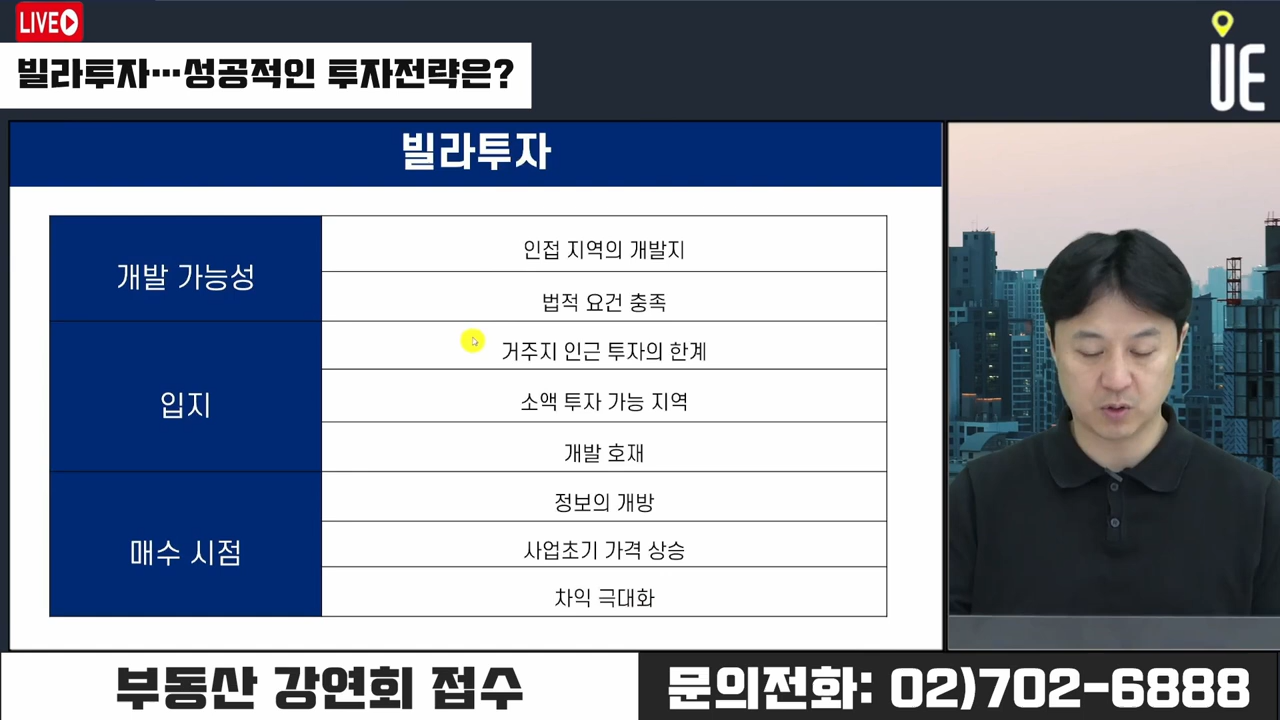 LIVE
빌라투자…성공적인 투자전략은?
UE
빌라투자
개발 가능성
인접 지역의 개발지
법적 요건 충족
입지
거주지 인근 투자의 한계
소액 투자 가능 지역
개발 호재
매수 시점
정보의 개방
사업초기 가격 상승
차익 극대화
부동산 강연회 접수
문의전화: 02)702-6888